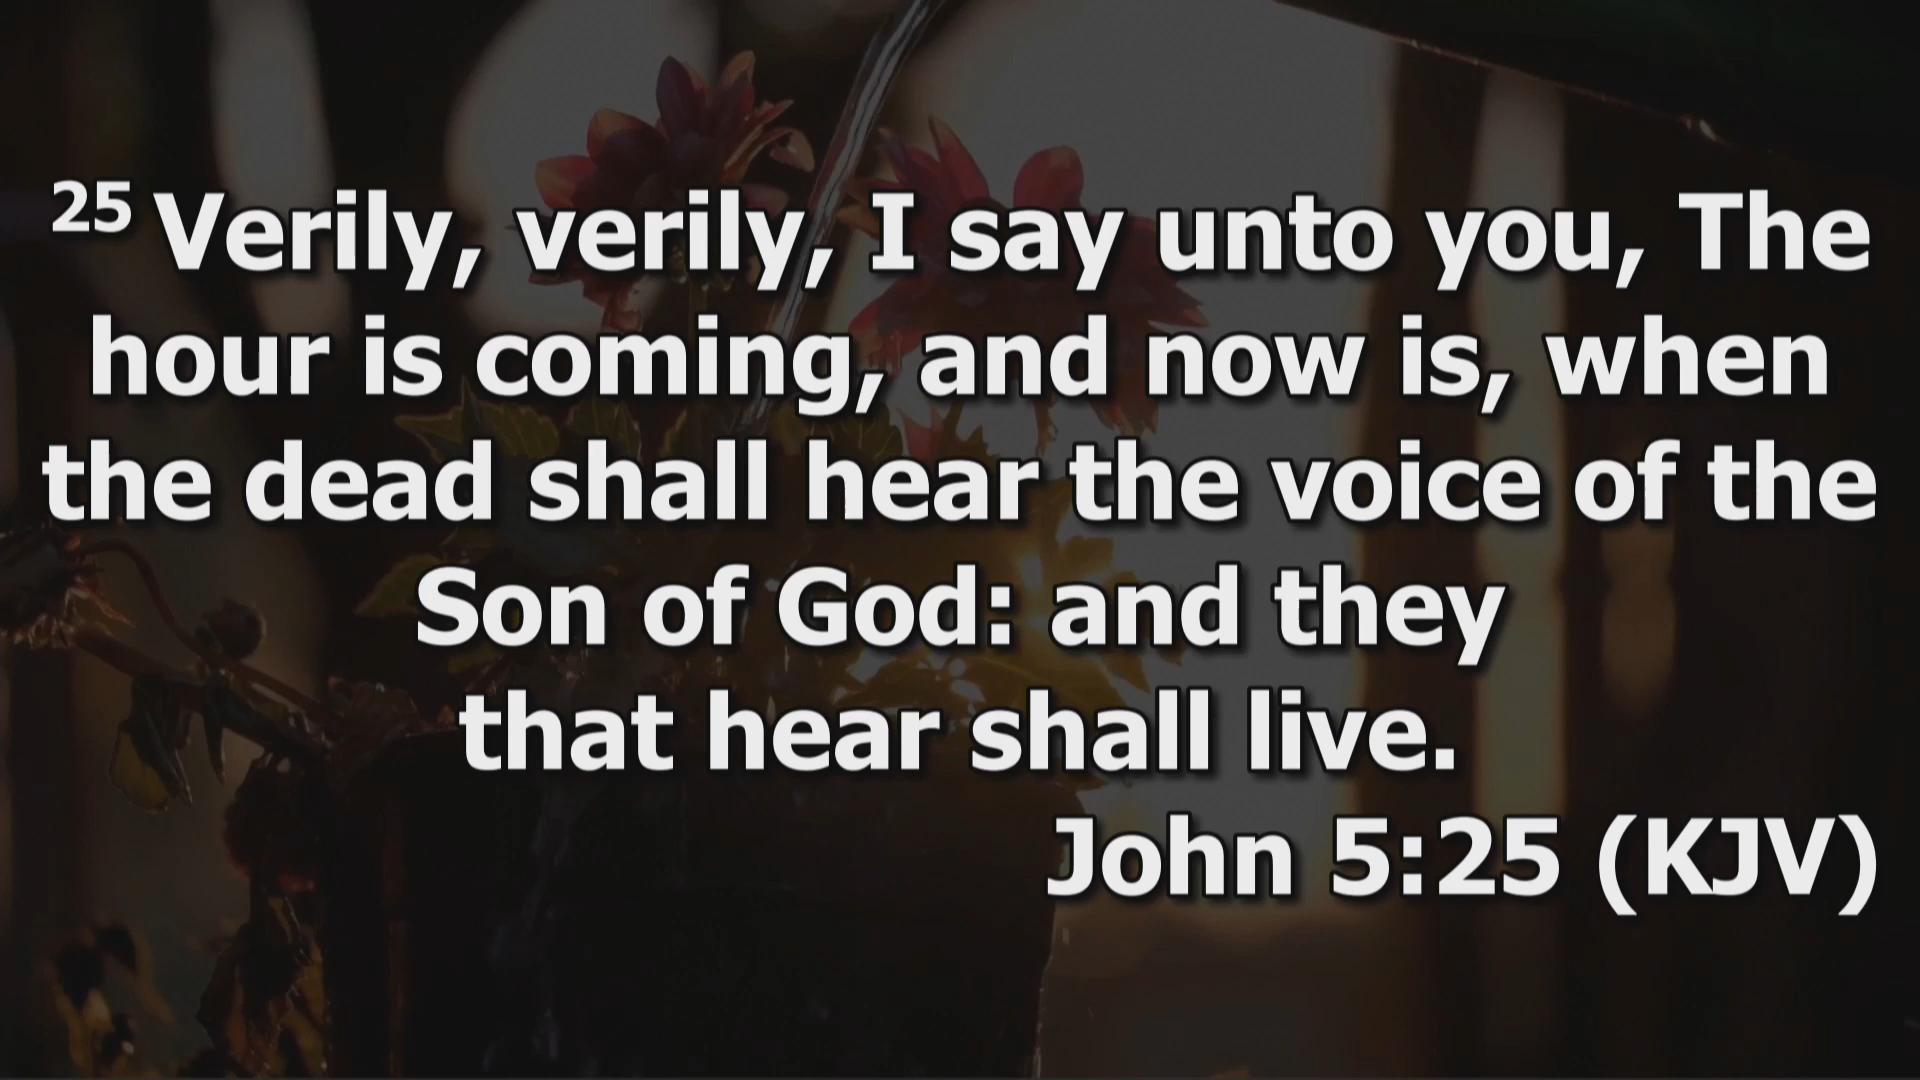 25 Verily, verily, I say unto you, The
hour is coming, and now is, when
the dead shall hear the voice of the
Son of God: and they
that hear shall live.
John 5:25 (KJV)